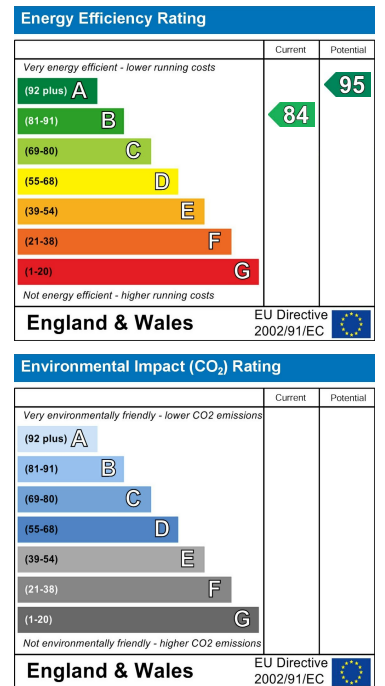 Energy Efficiency Rating
Current Potential
Very energy efficient - lower running costs
(92 plus) A
95
(81-91) B
84
(69-80) C
(55-68) D
(39-54) E
(21-38) F
(1-20) G
Not energy efficient - higher running costs
England & Wales
EU Directive
2002/91/EC
Environmental Impact (CO₂) Rating
Current Potential
Very environmentally friendly - lower CO2 emissions
(92 plus) A
(81-91) B
(69-80) C
(55-68) D
(39-54) E
(21-38) F
(1-20) G
Not environmentally friendly - higher CO2 emissions
England & Wales
EU Directive
2002/91/EC